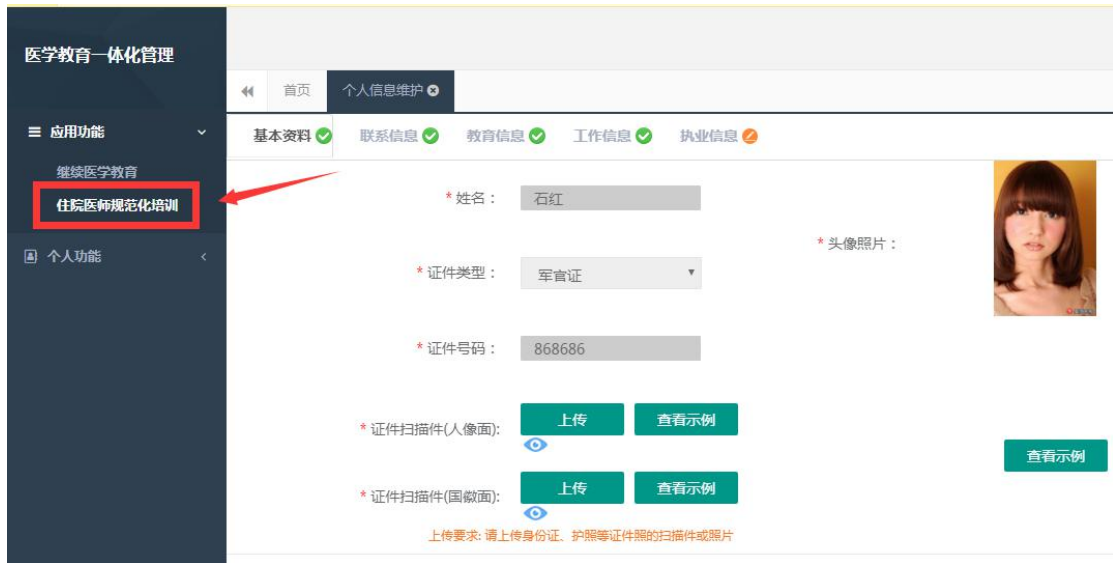 医学教育一体化管理
首页 个人信息维护
应用功能
基本资料 联系信息 教育信息 工作信息 执业信息
继续医学教育
住院医师规范化培训
* 姓名： 石红
个人功能
* 头像照片：
* 证件类型： 军官证
* 证件号码： 868686
* 证件扫描件(人像面): 上传 查看示例
查看示例
* 证件扫描件(国徽面): 上传 查看示例
上传要求: 请上传身份证、护照等证件照的扫描件或照片